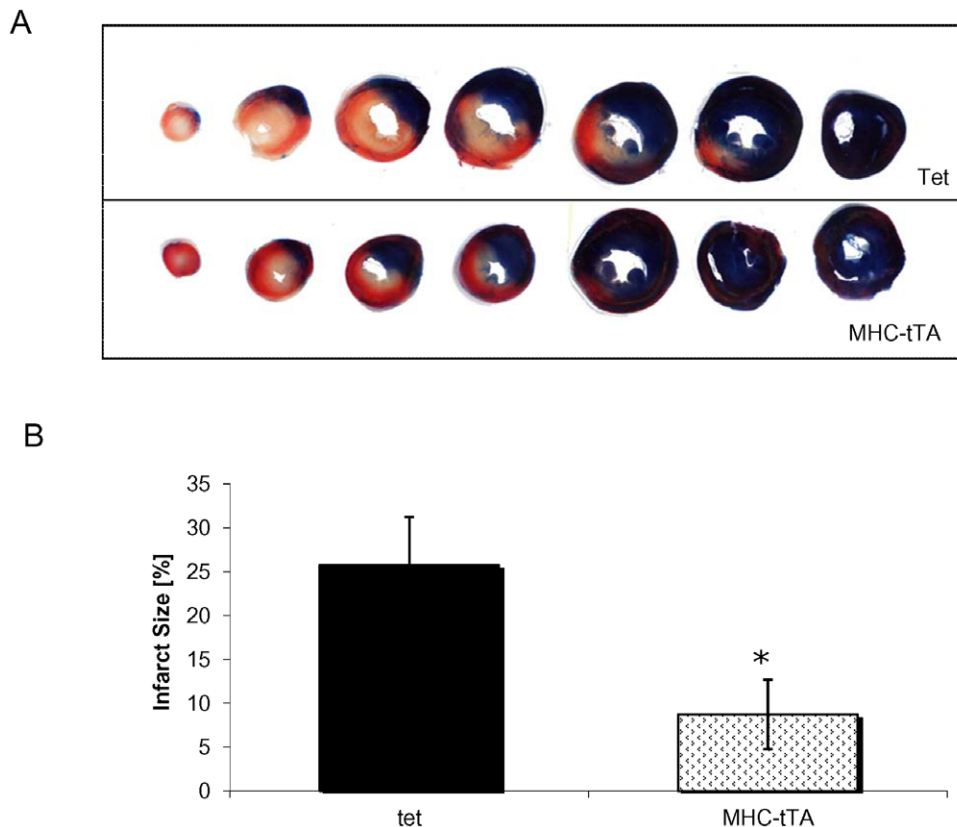 A
Tet
MHC-tTA
B
35
30
25
20
15
10
5
0
Infarct Size [%]
*
tet
MHC-tTA